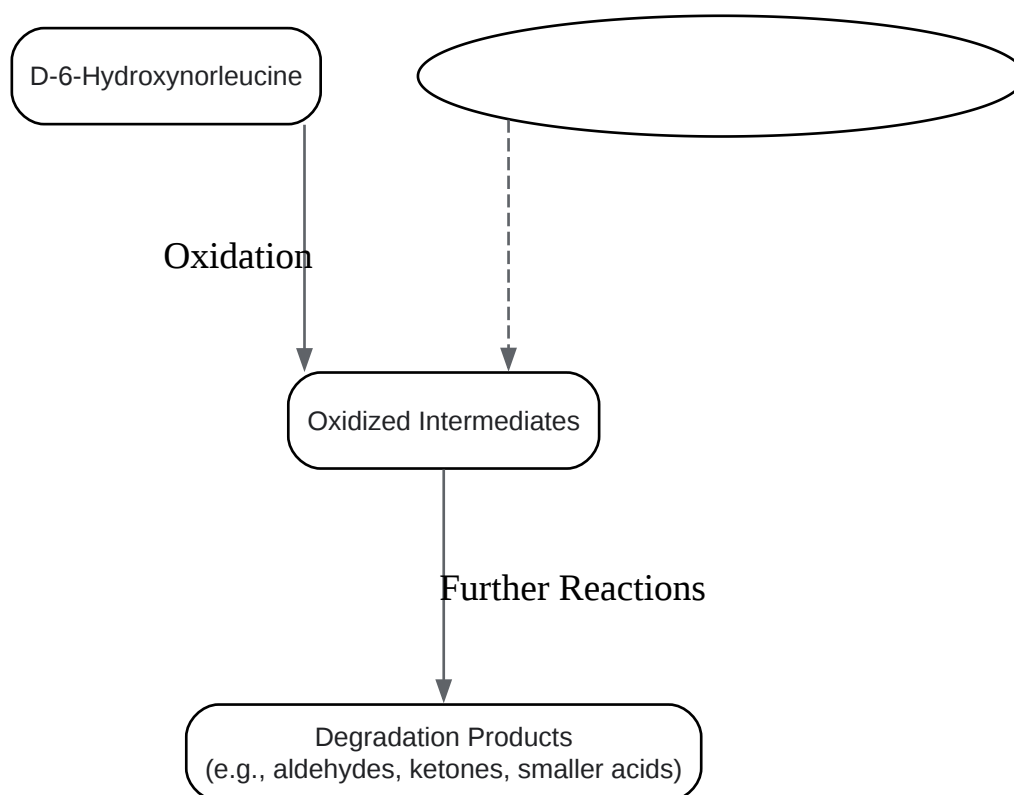 D-6-Hydroxynorleucine
Oxidation
Oxidized Intermediates
Further Reactions
Degradation Products
(e.g., aldehydes, ketones, smaller acids)